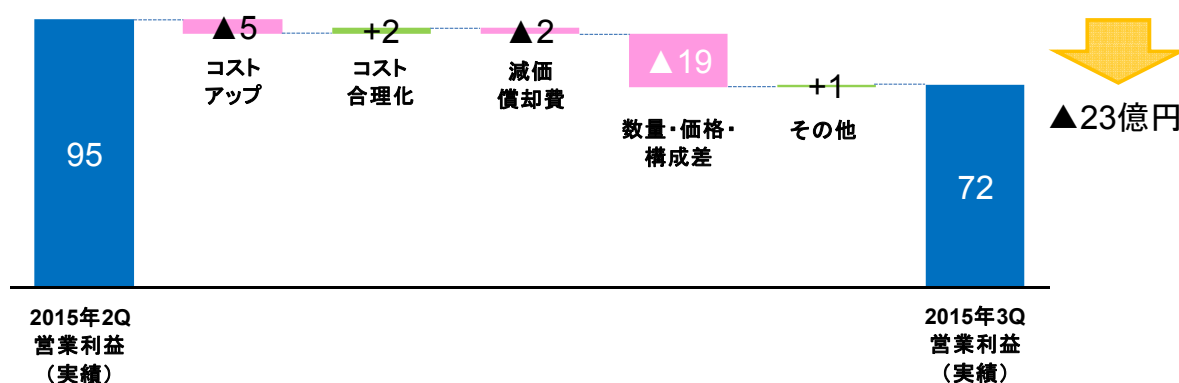 ▲5
コスト
アップ
+2
コスト
合理化
▲2
減価
償却費
▲19
数量・価格・
構成差
+1
その他
▲23億円
95
72
2015年2Q
営業利益
（実績）
2015年3Q
営業利益
（実績）